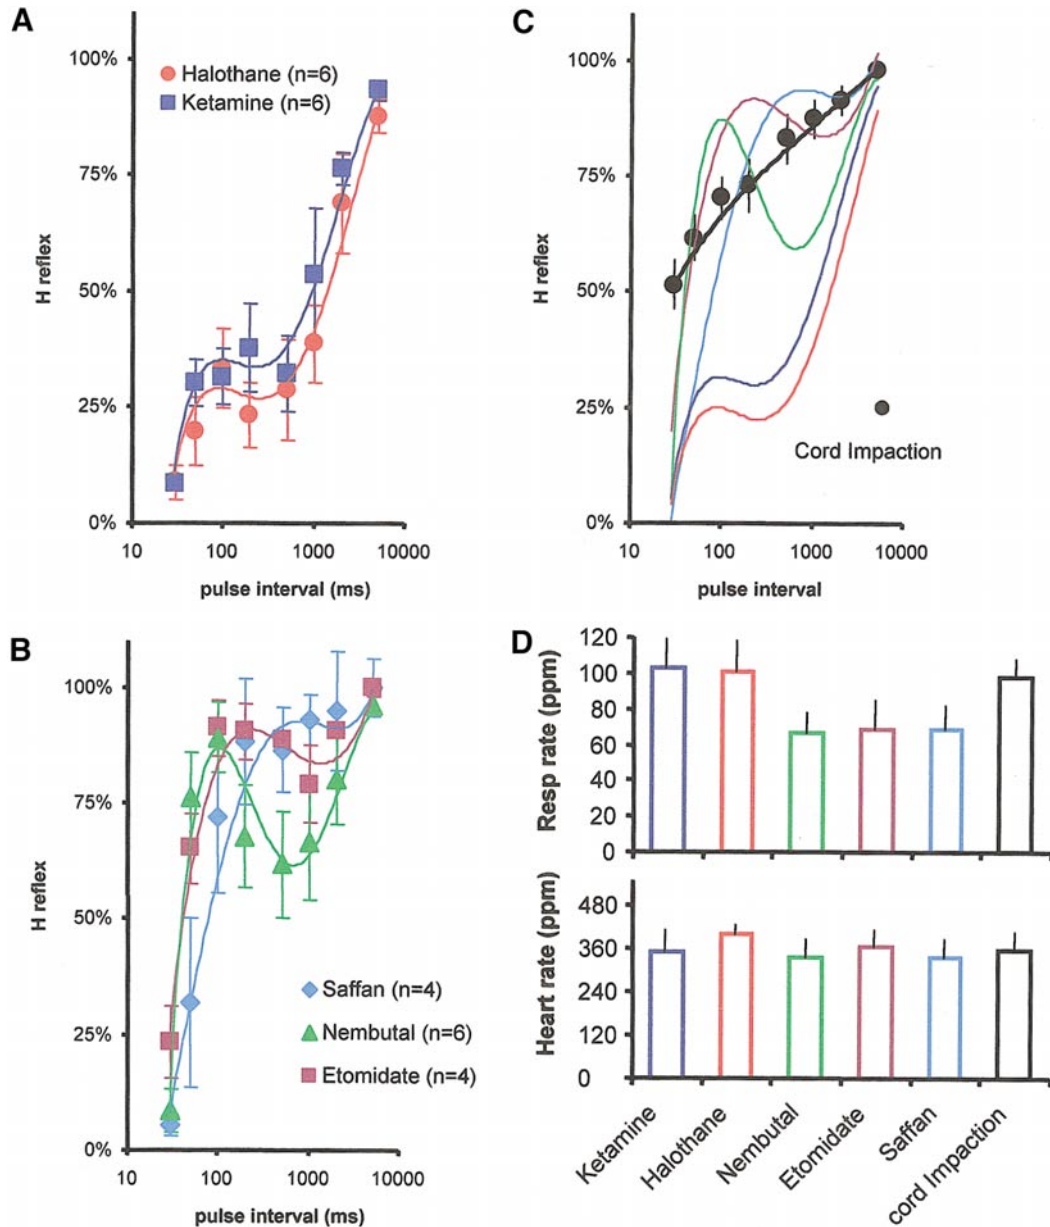 A
100%
75%
50%
25%
0%
H reflex
Halothane (n=6)
Ketamine (n=6)
10 100 1000 10000
pulse interval (ms)
C
100%
75%
50%
25%
0%
H reflex
Cord Impaction
10 100 1000 10000
pulse interval
B
100%
75%
50%
25%
0%
H reflex
Saffan (n=4)
Nembutal (n=6)
Etomidate (n=4)
10 100 1000 10000
pulse interval (ms)
D
120
100
80
60
40
20
0
Resp rate (ppm)
480
360
240
120
0
Heart rate (ppm)
Ketamine
Halothane
Nembutal
Etomidate
Saffan
cord Impaction